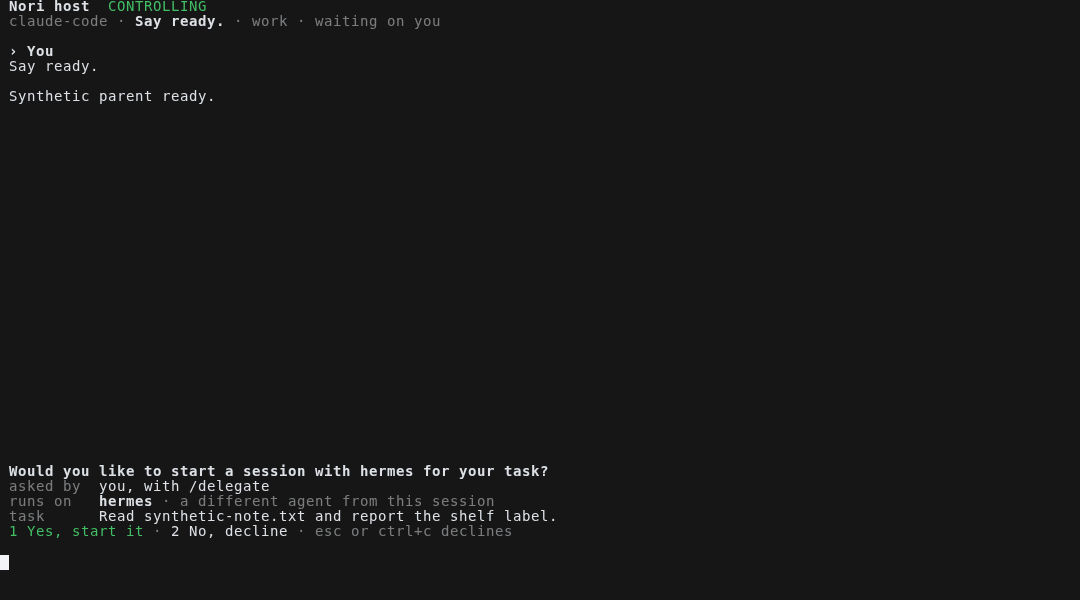 Nori host  CONTROLLING
claude-code · Say ready. · work · waiting on you
› You
Say ready.
Synthetic parent ready.
Would you like to start a session with hermes for your task?
asked by  you, with /delegate
runs on   hermes · a different agent from this session
task      Read synthetic-note.txt and report the shelf label.
1 Yes, start it · 2 No, decline · esc or ctrl+c declines